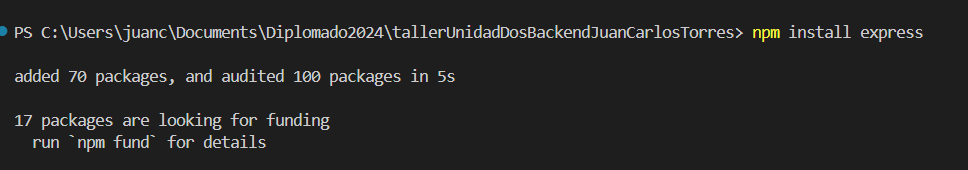 PS C:\Users\juanc\Documents\Diplomado2024\tallerUnidadDosBackendJuanCarlosTorres> npm install express
added 70 packages, and audited 100 packages in 5s
17 packages are looking for funding
run `npm fund` for details